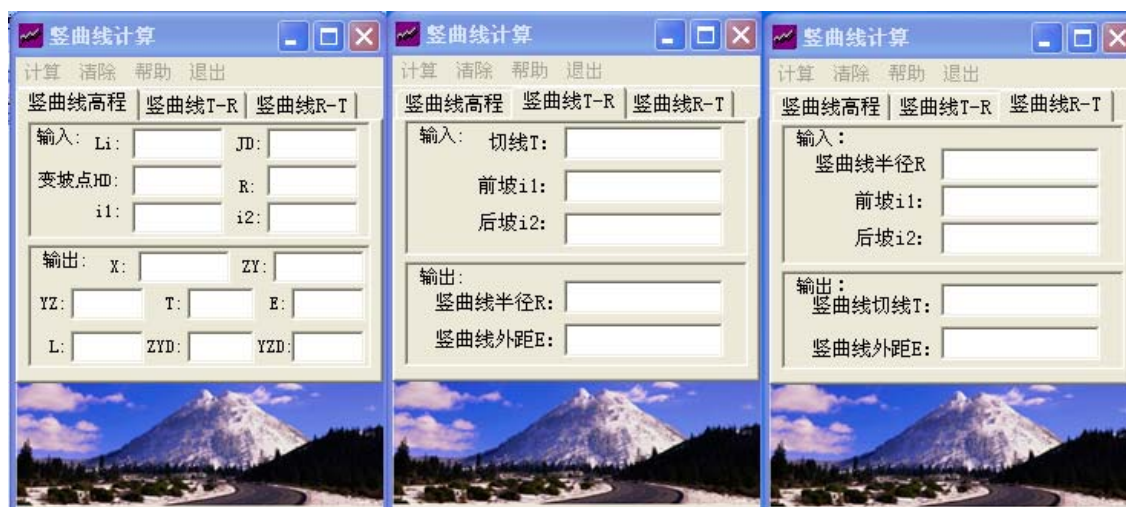 竖曲线计算
计算 清除 帮助 退出
竖曲线高程 竖曲线T-R 竖曲线R-T
输入: Li: JD:
变坡点HD: R:
i1: i2:
输出: X: ZY:
YZ: T: E:
L: ZYD: YZD:
竖曲线计算
计算 清除 帮助 退出
竖曲线高程 竖曲线T-R 竖曲线R-T
输入: 切线T:
前坡i1:
后坡i2:
输出:
竖曲线半径R:
竖曲线外距E:
竖曲线计算
计算 清除 帮助 退出
竖曲线高程 竖曲线T-R 竖曲线R-T
输入:
竖曲线半径R
前坡i1:
后坡i2:
输出:
竖曲线切线T:
竖曲线外距E: